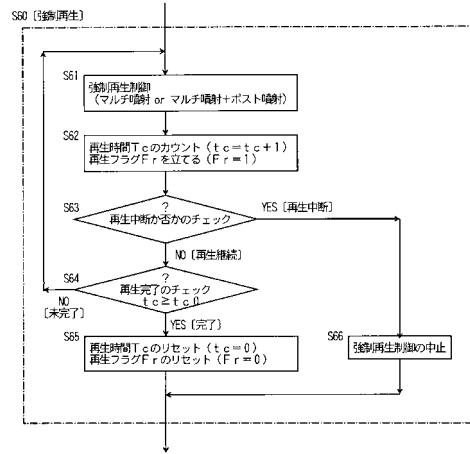 S60〔強制再生〕
S61
強制再生制御
(マルチ噴射 or マルチ噴射+ポスト噴射)
S62
再生時間Tcのカウント (tc=tc+1)
再生フラグFrを立てる (Fr=1)
S63
?
再生中断か否かのチェック
YES〔再生中断〕
NO〔再生継続〕
S64
?
再生完了のチェック
tc≧tc0
NO
〔未完了〕
YES〔完了〕
S65
再生時間Tcのリセット (tc=0)
再生フラグFrのリセット (Fr=0)
S66
強制再生制御の中止